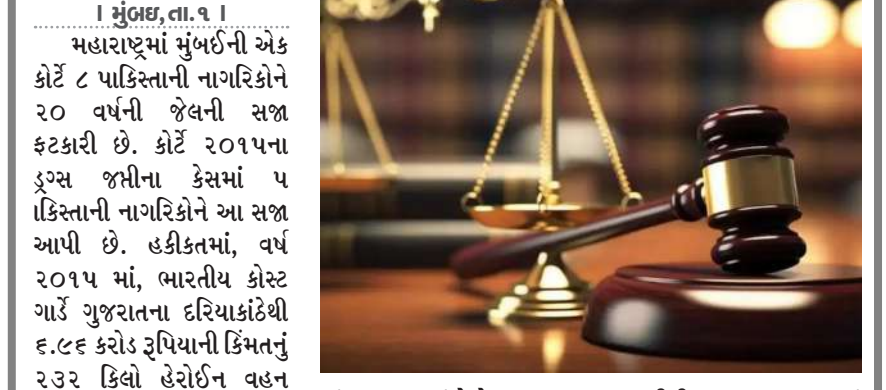 । મુંબઇ,તા.૧ ।
મહારાષ્ટ્રમાં મુંબઈની એક
કોર્ટે ૮ પાકિસ્તાની નાગરિકોને
૨૦ વર્ષની જેલની સજા
ફટકારી છે. કોર્ટે ૨૦૧૫ના
ડ્રગ્સ જપ્તીના કેસમાં પ
ાકિસ્તાની નાગરિકોને આ સજા
આપી છે. હકીકતમાં, વર્ષ
૨૦૧૫ માં, ભારતીય કોસ્ટ
ગાર્ડે ગુજરાતના દરિયાકાંઠેથી
૬.૯૬ કરોડ રૂપિયાની કિંમતનું
૨૩૨ કિલો હેરોઈન વહન